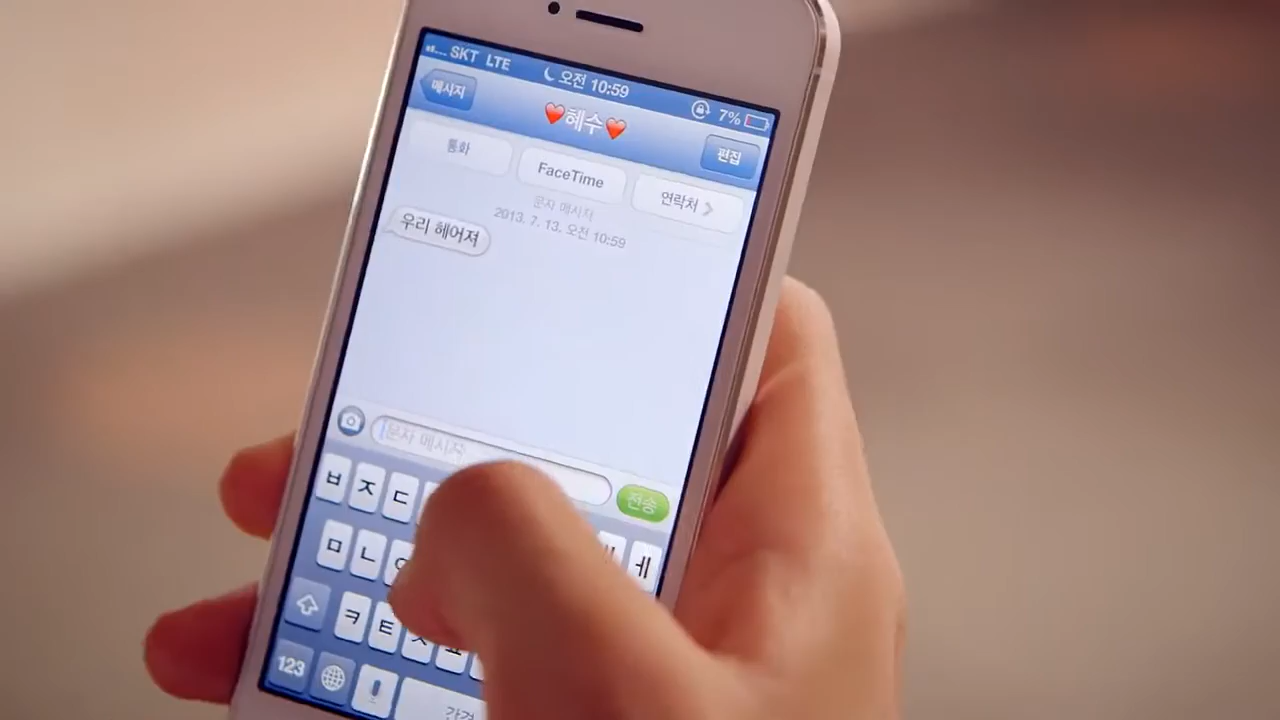 SKT LTE 오전 10:59 7%
메시지 ❤️혜수❤️ 편집
통화 FaceTime 연락처
문자 메시지
2013. 7. 13. 오전 10:59
우리 헤어져
문자 메시지 전송
ㅂ ㅈ ㄷ
ㅁ ㄴ ㅔ
ㅋ ㅌ
123